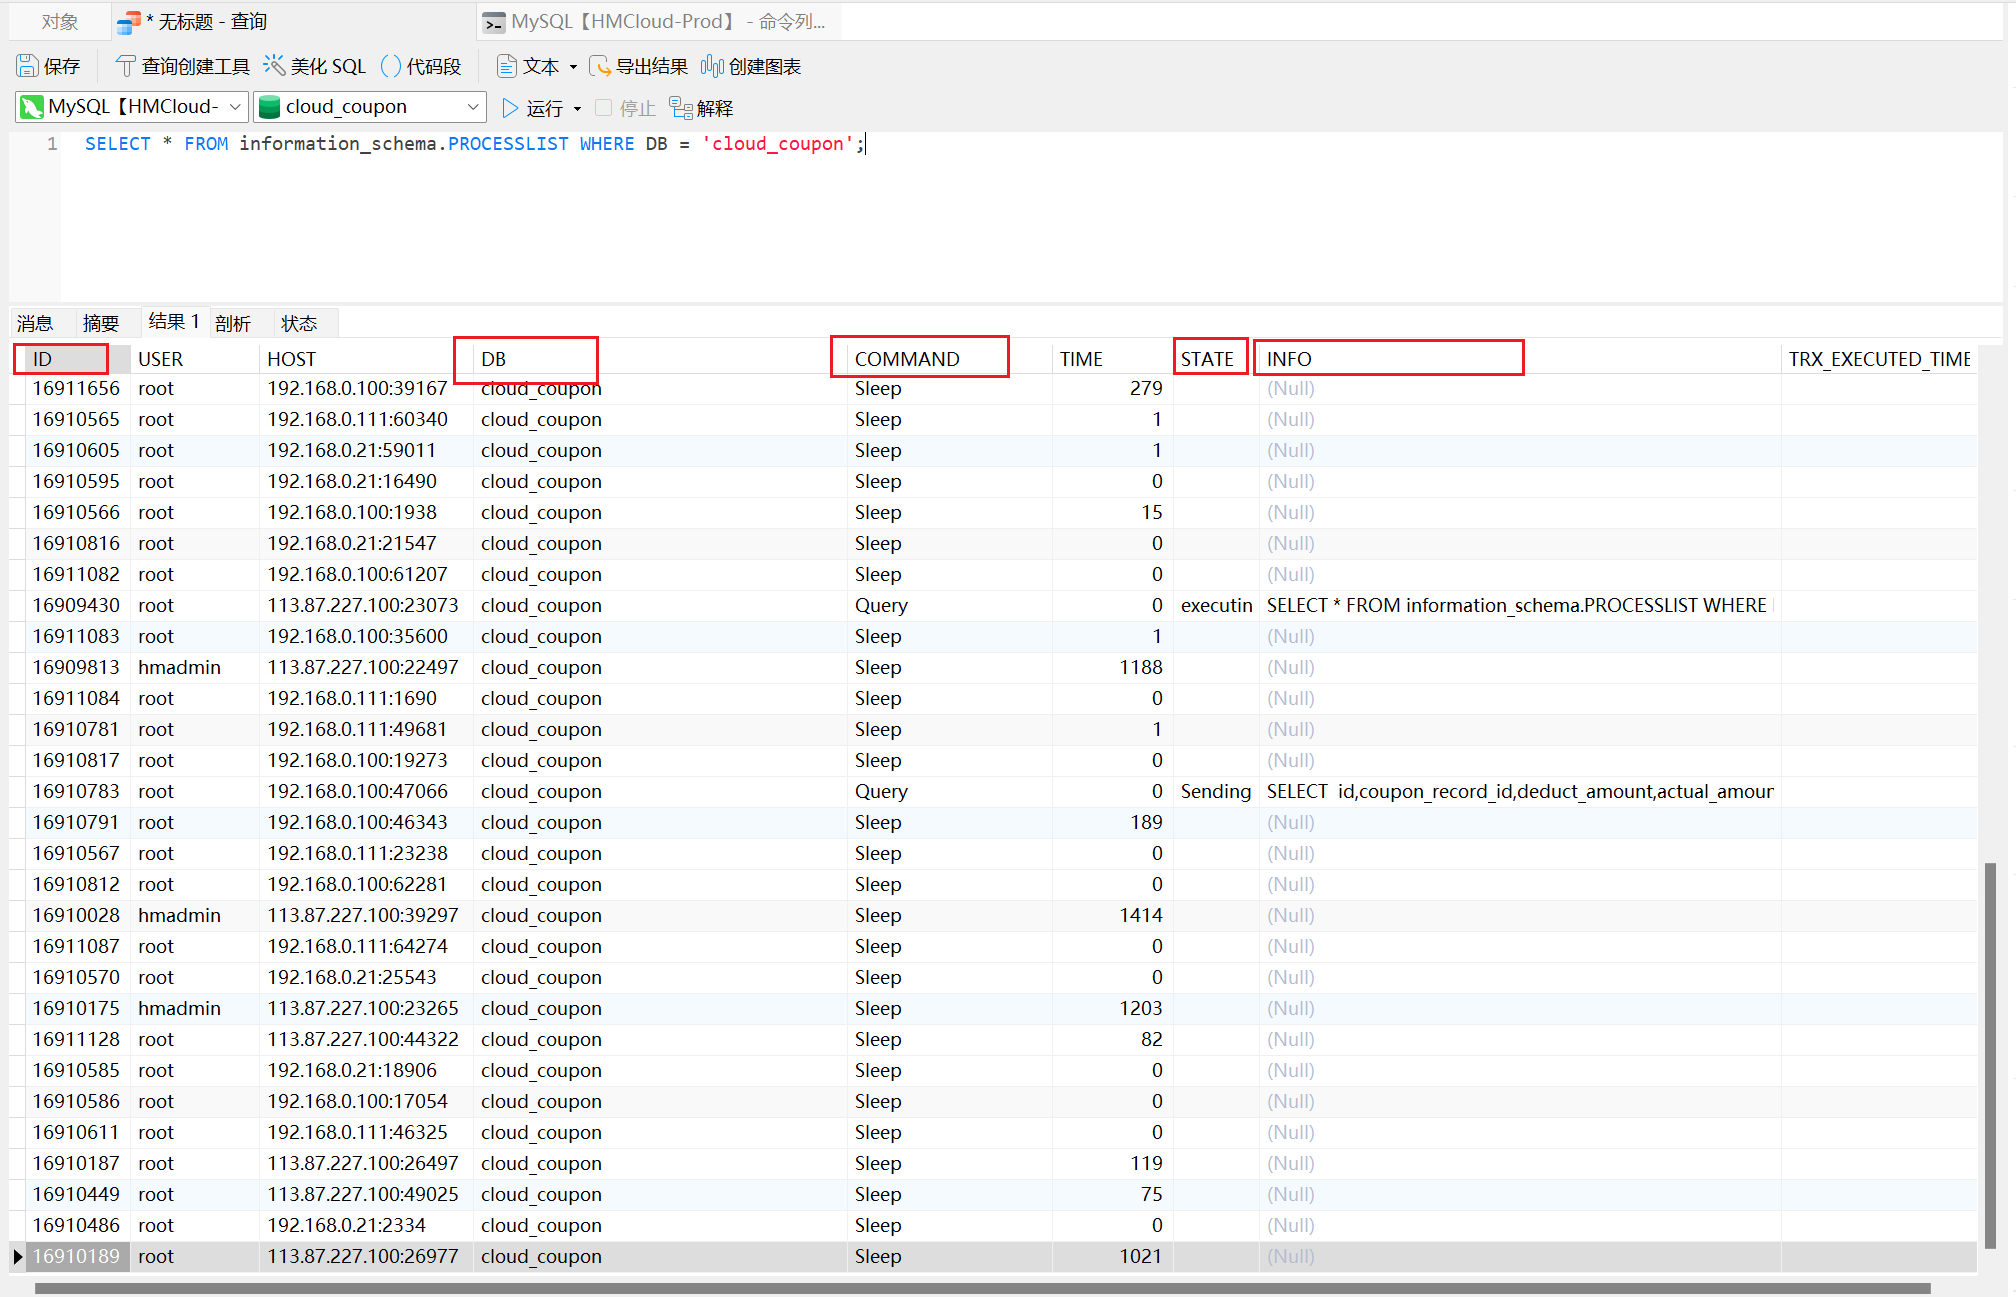 对象 * 无标题 - 查询 MySQL【HMCloud-Prod】 - 命令列...
保存 查询创建工具 美化 SQL () 代码段 文本 导出结果 创建图表
MySQL【HMCloud- cloud_coupon 运行 停止 解释
1 SELECT * FROM information_schema.PROCESSLIST WHERE DB = 'cloud_coupon';
消息 摘要 结果 1 剖析 状态
ID USER HOST DB COMMAND TIME STATE INFO TRX_EXECUTED_TIME
16911656 root 192.168.0.100:39167 cloud_coupon Sleep 279 (Null)
16910565 root 192.168.0.111:60340 cloud_coupon Sleep 1 (Null)
16910605 root 192.168.0.21:59011 cloud_coupon Sleep 1 (Null)
16910595 root 192.168.0.21:16490 cloud_coupon Sleep 0 (Null)
16910566 root 192.168.0.100:1938 cloud_coupon Sleep 15 (Null)
16910816 root 192.168.0.21:21547 cloud_coupon Sleep 0 (Null)
16911082 root 192.168.0.100:61207 cloud_coupon Sleep 0 (Null)
16909430 root 113.87.227.100:23073 cloud_coupon Query 0 executin SELECT * FROM information_schema.PROCESSLIST WHERE
16911083 root 192.168.0.100:35600 cloud_coupon Sleep 1 (Null)
16909813 hmadmin 113.87.227.100:22497 cloud_coupon Sleep 1188 (Null)
16911084 root 192.168.0.111:1690 cloud_coupon Sleep 0 (Null)
16910781 root 192.168.0.111:49681 cloud_coupon Sleep 1 (Null)
16910817 root 192.168.0.100:19273 cloud_coupon Sleep 0 (Null)
16910783 root 192.168.0.100:47066 cloud_coupon Query 0 Sending SELECT id,coupon_record_id,deduct_amount,actual_amour
16910791 root 192.168.0.100:46343 cloud_coupon Sleep 189 (Null)
16910567 root 192.168.0.111:23238 cloud_coupon Sleep 0 (Null)
16910812 root 192.168.0.100:62281 cloud_coupon Sleep 0 (Null)
16910028 hmadmin 113.87.227.100:39297 cloud_coupon Sleep 1414 (Null)
16911087 root 192.168.0.111:64274 cloud_coupon Sleep 0 (Null)
16910570 root 192.168.0.21:25543 cloud_coupon Sleep 0 (Null)
16910175 hmadmin 113.87.227.100:23265 cloud_coupon Sleep 1203 (Null)
16911128 root 113.87.227.100:44322 cloud_coupon Sleep 82 (Null)
16910585 root 192.168.0.21:18906 cloud_coupon Sleep 0 (Null)
16910586 root 192.168.0.100:17054 cloud_coupon Sleep 0 (Null)
16910611 root 192.168.0.111:46325 cloud_coupon Sleep 0 (Null)
16910187 root 113.87.227.100:26497 cloud_coupon Sleep 119 (Null)
16910449 root 113.87.227.100:49025 cloud_coupon Sleep 75 (Null)
16910486 root 192.168.0.21:2334 cloud_coupon Sleep 0 (Null)
16910189 root 113.87.227.100:26977 cloud_coupon Sleep 1021 (Null)